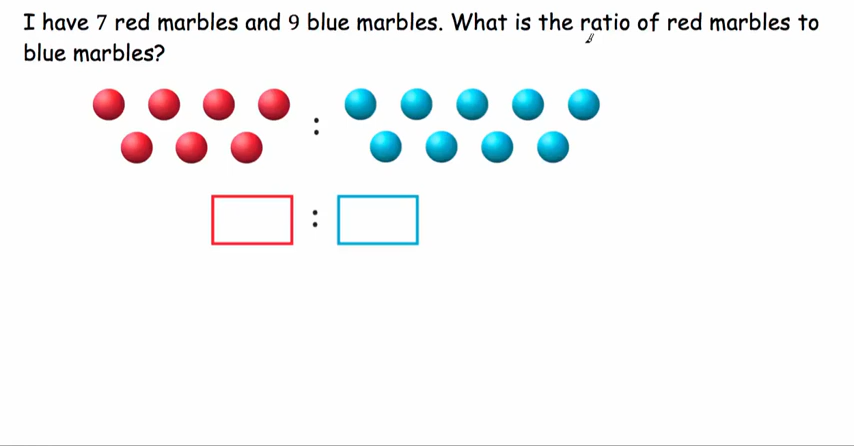 I have 7 red marbles and 9 blue marbles. What is the ratio of red marbles to
blue marbles?
:
: